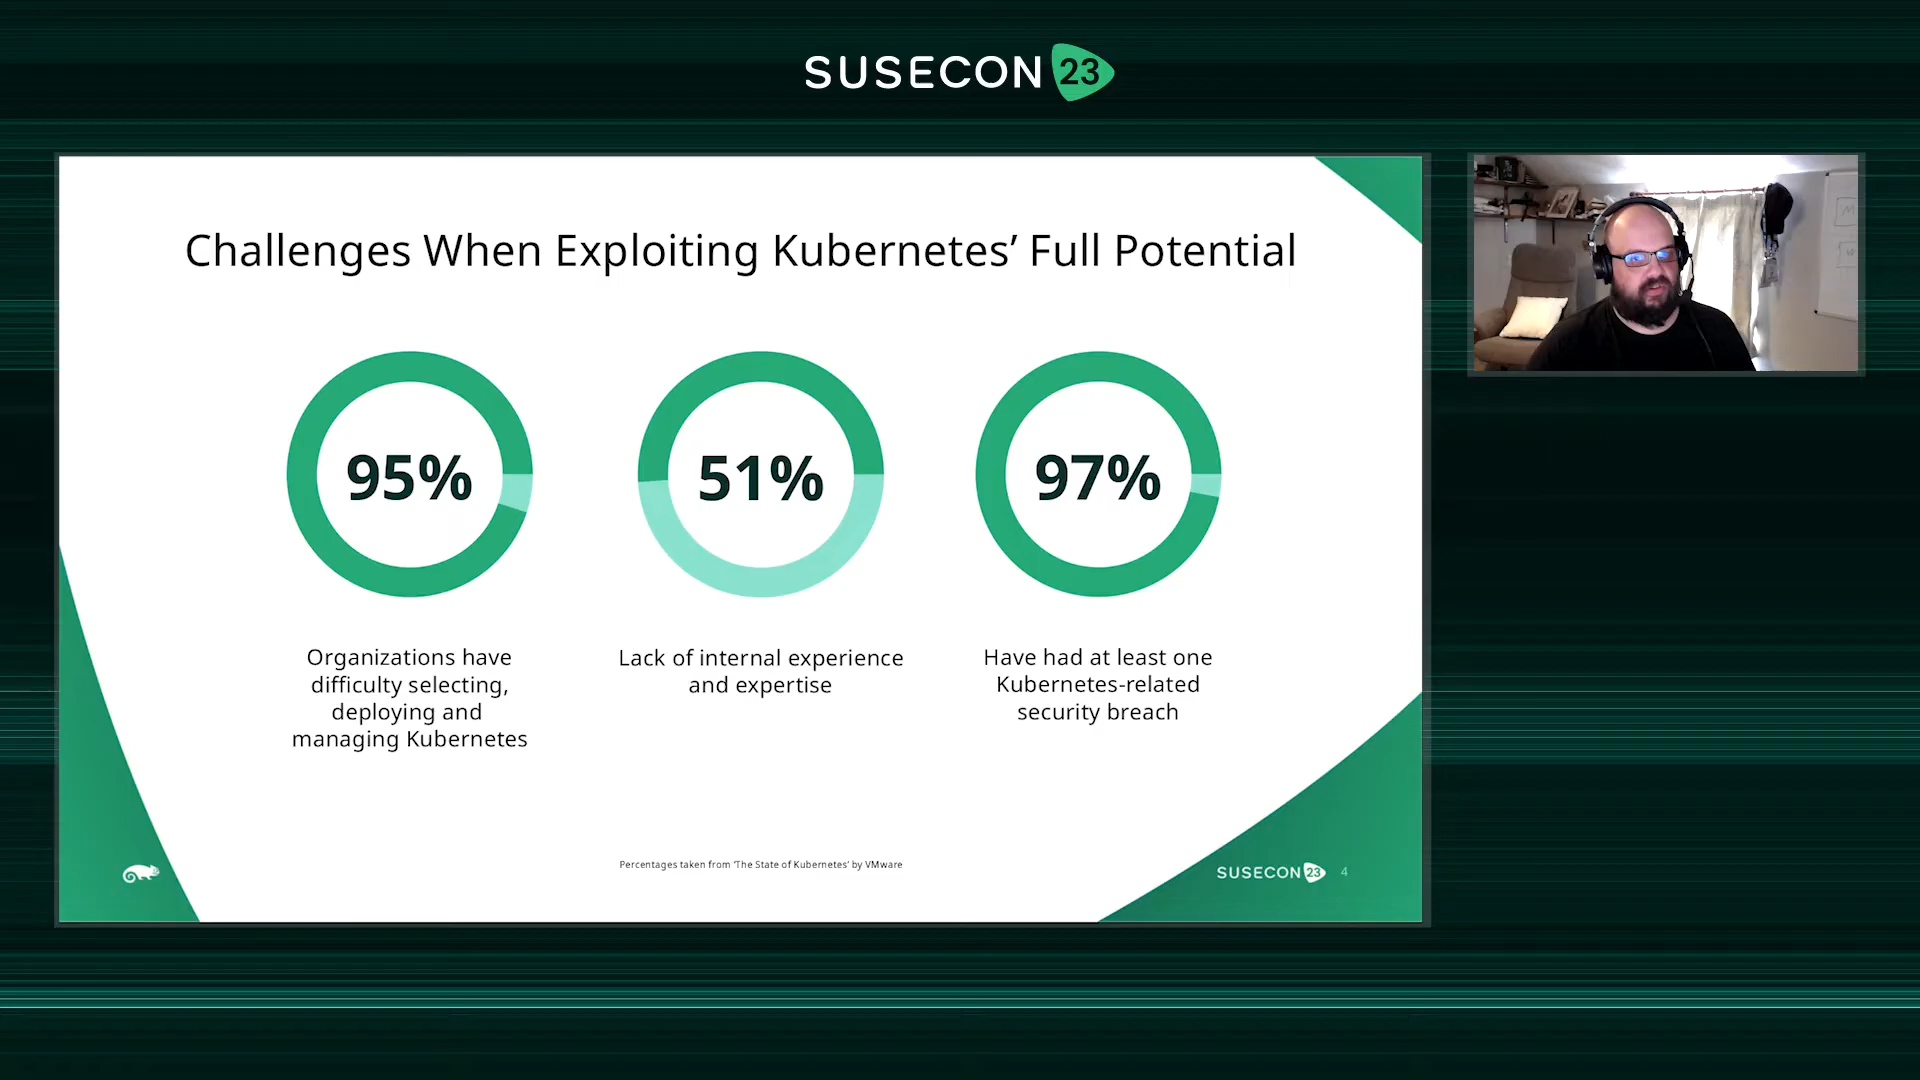 SUSECON 23
Challenges When Exploiting Kubernetes’ Full Potential
95%
51%
97%
Organizations have
difficulty selecting,
deploying and
managing Kubernetes
Lack of internal experience
and expertise
Have had at least one
Kubernetes-related
security breach
Percentages taken from ‘The State of Kubernetes’ by VMware
SUSECON 23
4